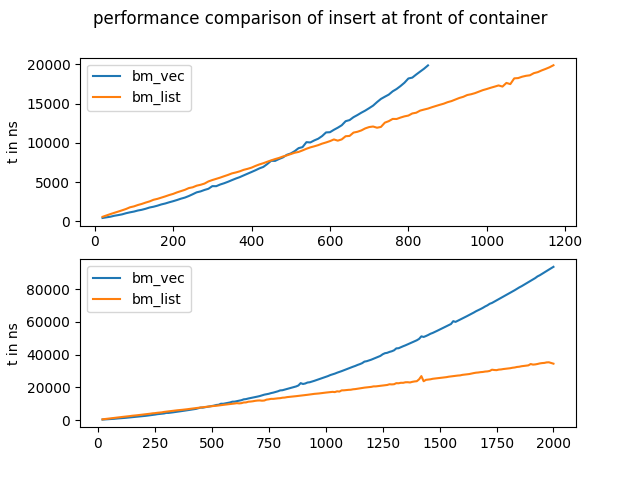 performance comparison of insert at front of container
20000
15000
10000
5000
0
t in ns
bm_vec
bm_list
0 200 400 600 800 1000 1200
80000
60000
40000
20000
0
t in ns
bm_vec
bm_list
0 250 500 750 1000 1250 1500 1750 2000